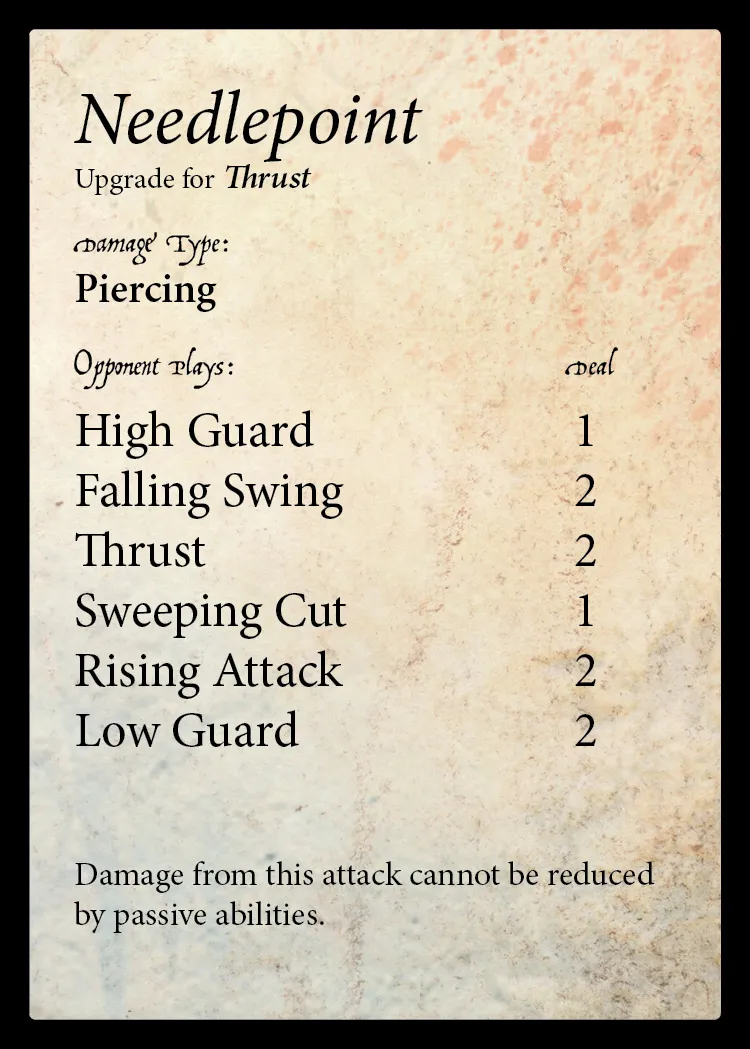 Needlepoint
Upgrade for Thrust
Damage Type:
Piercing
Opponent Plays: Deal
High Guard 1
Falling Swing 2
Thrust 2
Sweeping Cut 1
Rising Attack 2
Low Guard 2
Damage from this attack cannot be reduced
by passive abilities.